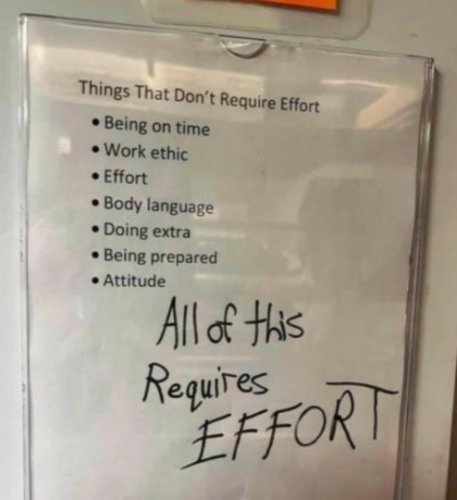 Things That Don't Require Effort
• Being on time
• Work ethic
• Effort
• Body language
• Doing extra
• Being prepared
• Attitude
All of this
Requires
EFFORT